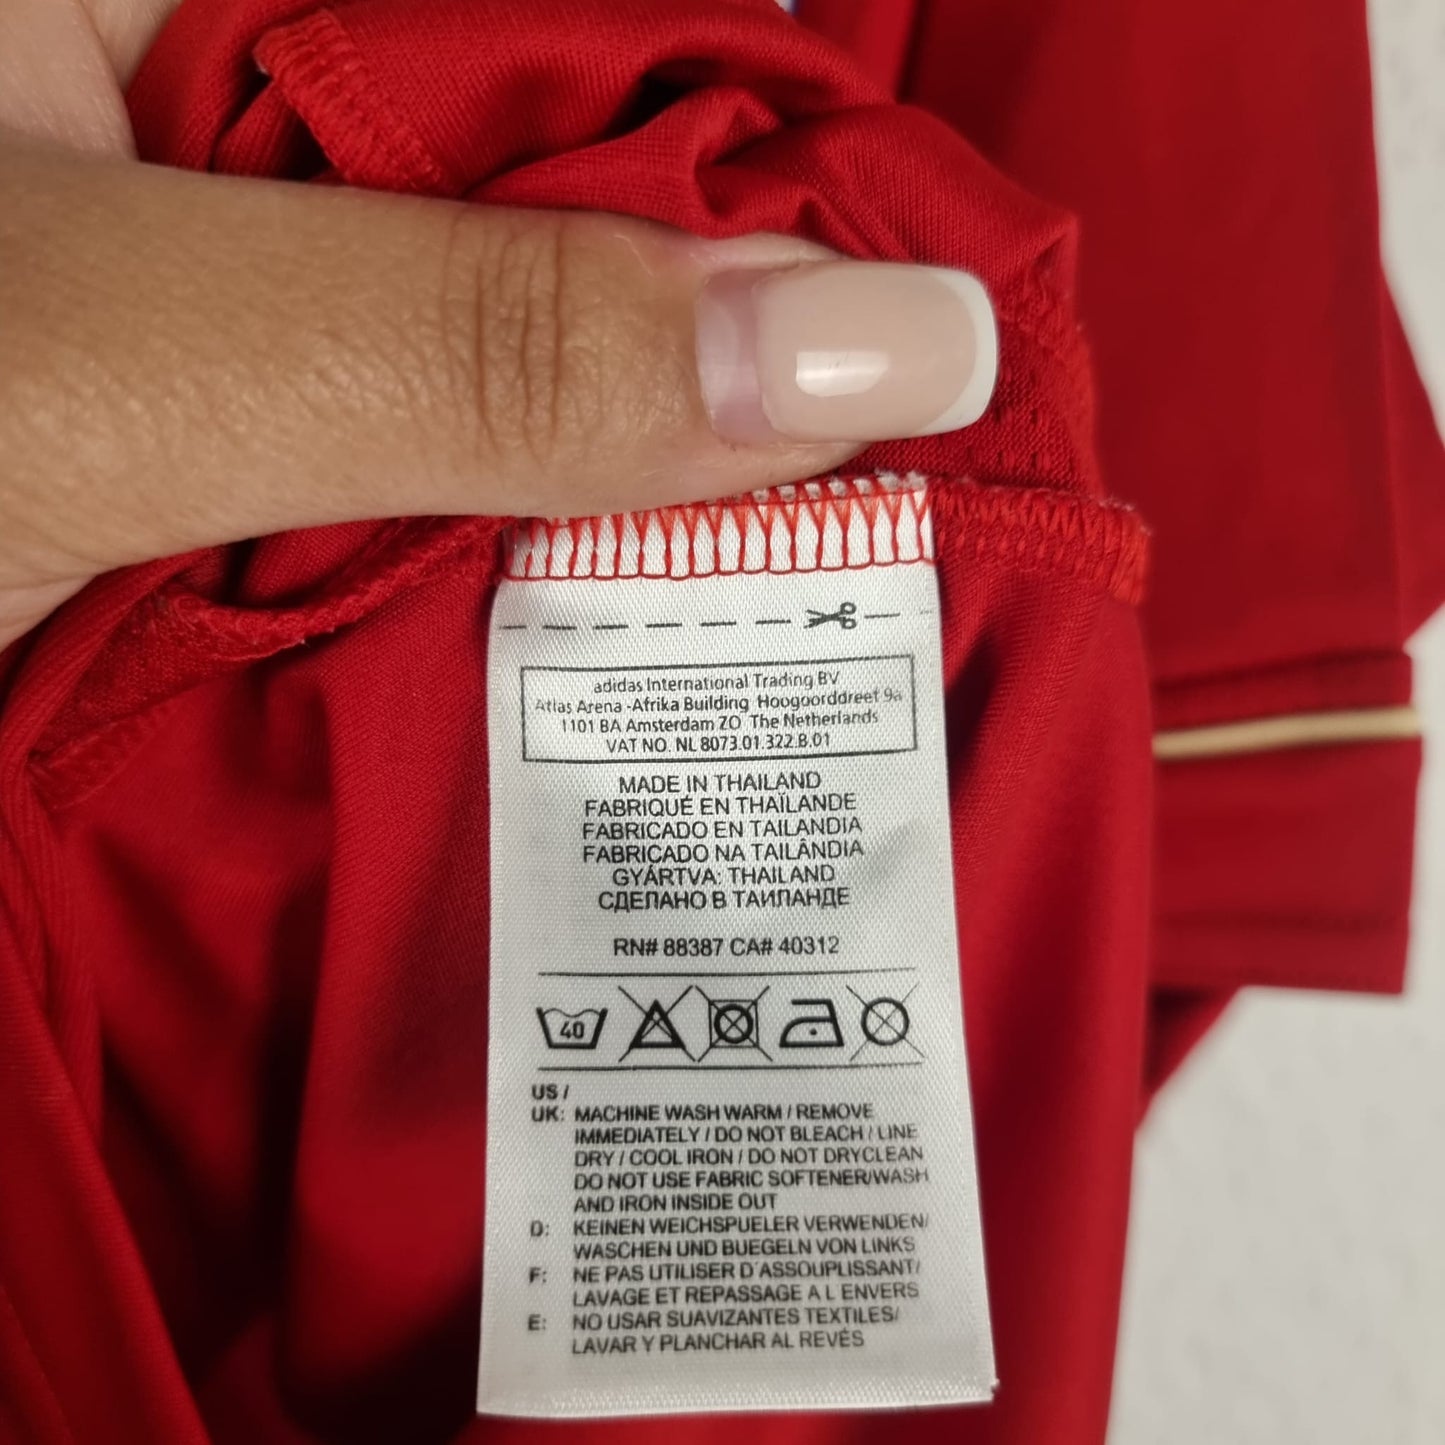 adidas International Trading BV
Atlas Arena -Afrika Building Hoogoorddreef 9a
1101 BA Amsterdam ZO The Netherlands
VAT NO. NL 8073.01.322.B.01
MADE IN THAILAND
FABRIQUÉ EN THAÏLANDE
FABRICADO EN TAILANDIA
FABRICADO NA TAILÂNDIA
GYÁRTVA: THAILAND
СДЕЛАНО В ТАИЛАНДЕ
RN# 88387 CA# 40312
40
US /
UK: MACHINE WASH WARM / REMOVE
IMMEDIATELY / DO NOT BLEACH / LINE
DRY / COOL IRON / DO NOT DRYCLEAN
DO NOT USE FABRIC SOFTENER/WASH
AND IRON INSIDE OUT
D: KEINEN WEICHSPUELER VERWENDEN/
WASCHEN UND BUEGELN VON LINKS
F: NE PAS UTILISER D'ASSOUPLISSANT/
LAVAGE ET REPASSAGE A L ENVERS
E: NO USAR SUAVIZANTES TEXTILES/
LAVAR Y PLANCHAR AL REVÉS